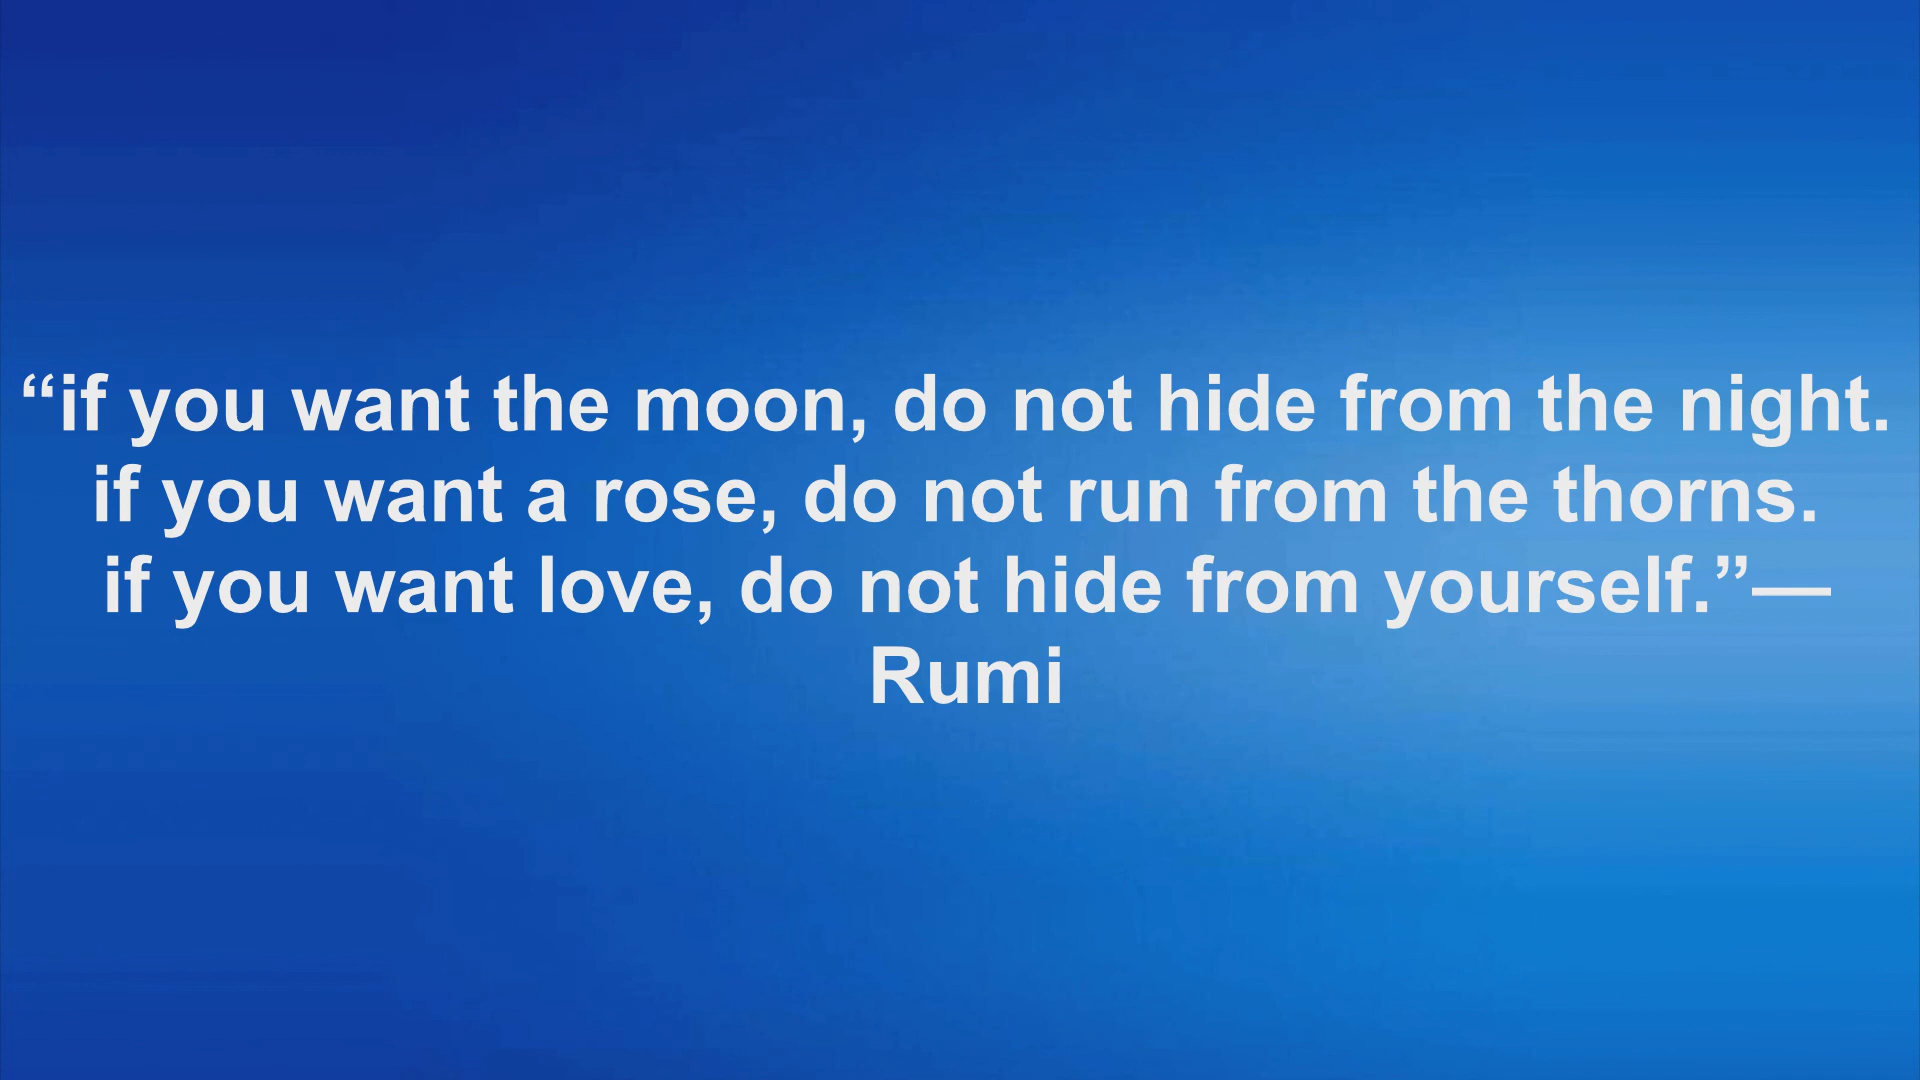 “if you want the moon, do not hide from the night.
if you want a rose, do not run from the thorns.
if you want love, do not hide from yourself.”—
Rumi